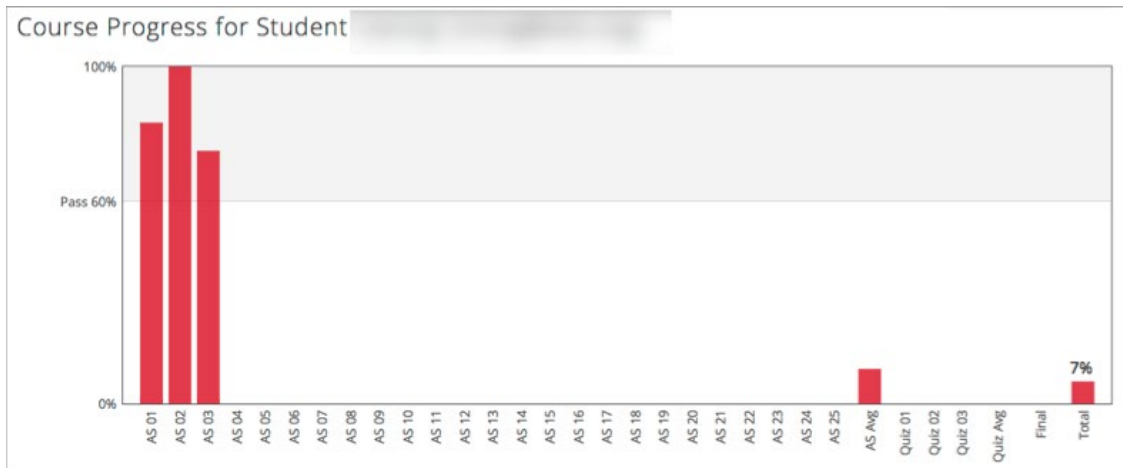 Course Progress for Student
100%
Pass 60%
7%
0%
AS 01
AS 02
AS 03
AS 04
AS 05
AS 06
AS 07
AS 08
AS 09
AS 10
AS 11
AS 12
AS 13
AS 14
AS 15
AS 16
AS 17
AS 18
AS 19
AS 20
AS 21
AS 22
AS 23
AS 24
AS 25
AS Avg
Quiz 01
Quiz 02
Quiz 03
Quiz Avg
Final
Total